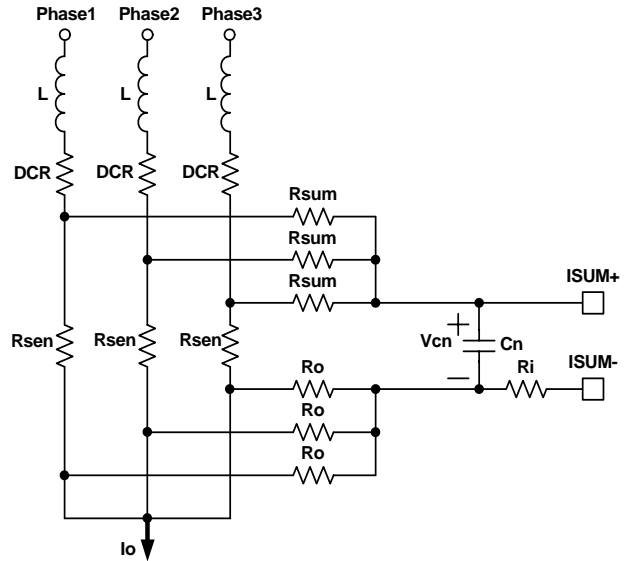 Phase1 Phase2 Phase3
L L L
DCR DCR DCR
Rsum
Rsum
Rsum
ISUM+
Rsen Rsen Rsen
+
Vcn Cn
ISUM-
Ri
—
Ro
Ro
Ro
Io